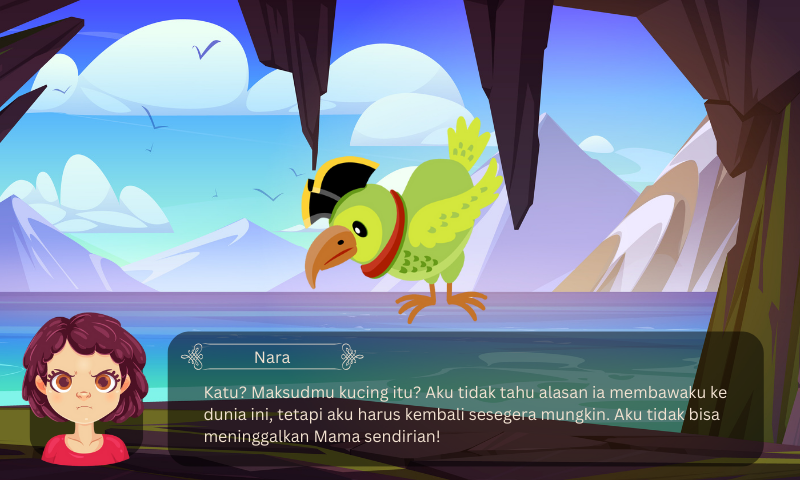 Nara
Katu? Maksudmu kucing itu? Aku tidak tahu alasan ia membawaku ke
dunia ini, tetapi aku harus kembali sesegera mungkin. Aku tidak bisa
meninggalkan Mama sendirian!